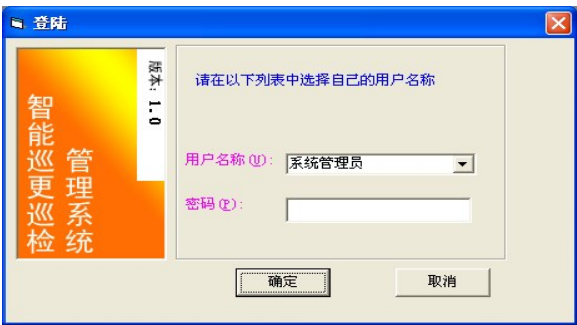 登陆
智能巡更巡检
管理系统
版本: 1.0
请在以下列表中选择自己的用户名称
用户名称(U):
系统管理员
密码(P):
确定
取消